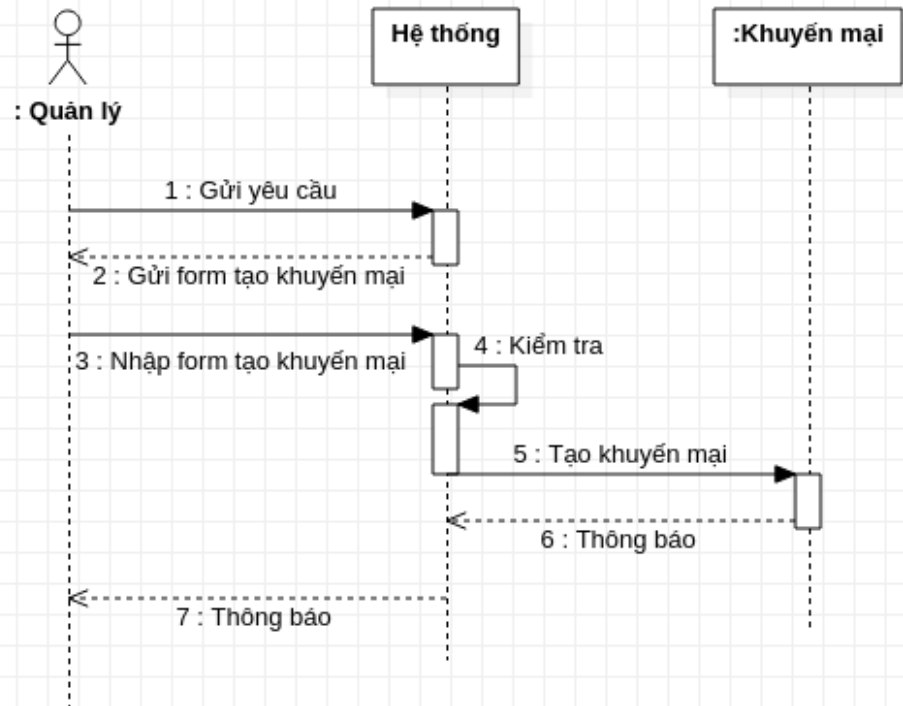 Hệ thống
:Khuyến mại
: Quản lý
1 : Gửi yêu cầu
2 : Gửi form tạo khuyến mại
3 : Nhập form tạo khuyến mại
4 : Kiểm tra
5 : Tạo khuyến mại
6 : Thông báo
7 : Thông báo